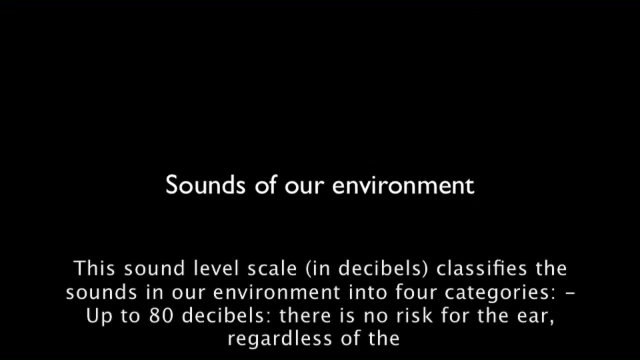 Sounds of our environment
This sound level scale (in decibels) classifies the
sounds in our environment into four categories: –
Up to 80 decibels: there is no risk for the ear,
regardless of the